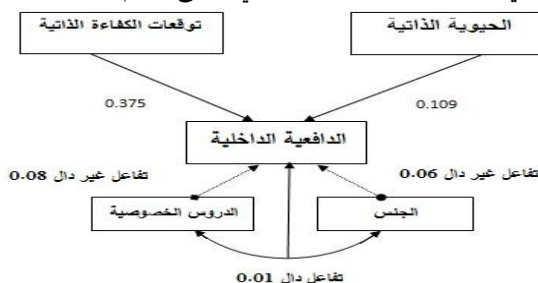 توقعات الكفاءة الذاتية
الحيوية الذاتية
0.375
0.109
الدافعية الداخلية
تفاعل غير دال 0.08
تفاعل غير دال 0.06
الدروس الخصوصية
الجنس
تفاعل دال 0.01